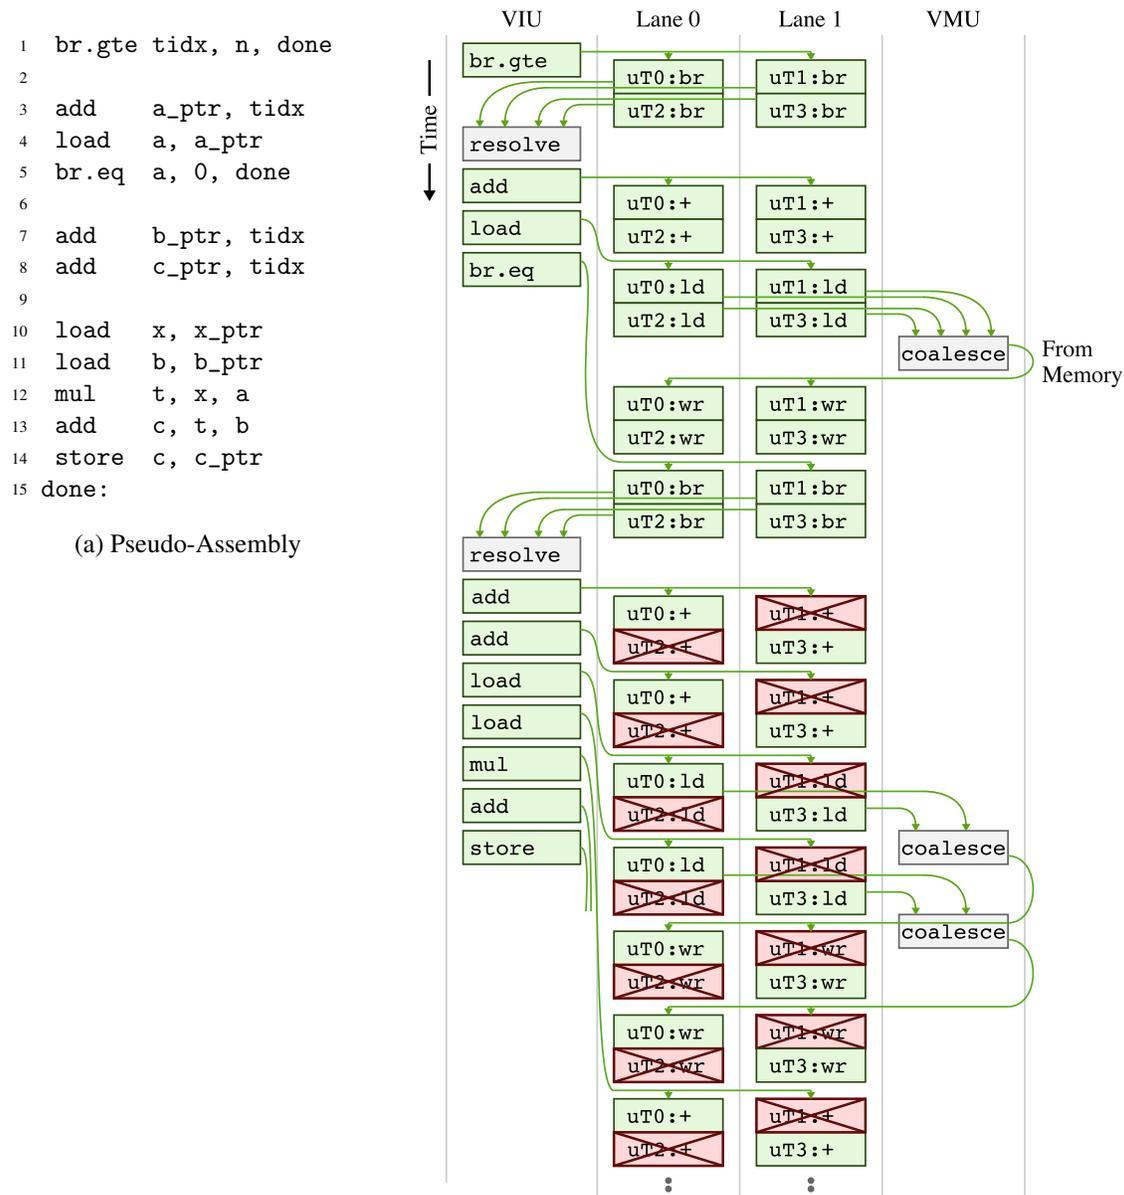 VIU Lane 0 Lane 1 VMU
1 br.gte tidx, n, done
2
3 add a_ptr, tidx
4 load a, a_ptr
5 br.eq a, 0, done
6
7 add b_ptr, tidx
8 add c_ptr, tidx
9
10 load x, x_ptr
11 load b, b_ptr
12 mul t, x, a
13 add c, t, b
14 store c, c_ptr
15 done:
(a) Pseudo-Assembly
Time
br.gte
uT0:br uT1:br
uT2:br uT3:br
resolve
add
uT0:+ uT1:+
load
uT2:+ uT3:+
br.eq
uT0:ld uT1:ld
uT2:ld uT3:ld
coalesce
From
Memory
uT0:wr uT1:wr
uT2:wr uT3:wr
uT0:br uT1:br
uT2:br uT3:br
resolve
add
uT0:+ uT1:+
add
uT2:+ uT3:+
load
uT0:+ uT1:+
load
uT2:+ uT3:+
mul
uT0:ld uT1:ld
add
uT2:ld uT3:ld
store
coalesce
uT0:ld uT1:ld
uT2:ld uT3:ld
coalesce
uT0:wr uT1:wr
uT2:wr uT3:wr
uT0:wr uT1:wr
uT2:wr uT3:wr
uT0:+ uT1:+
uT2:+ uT3:+